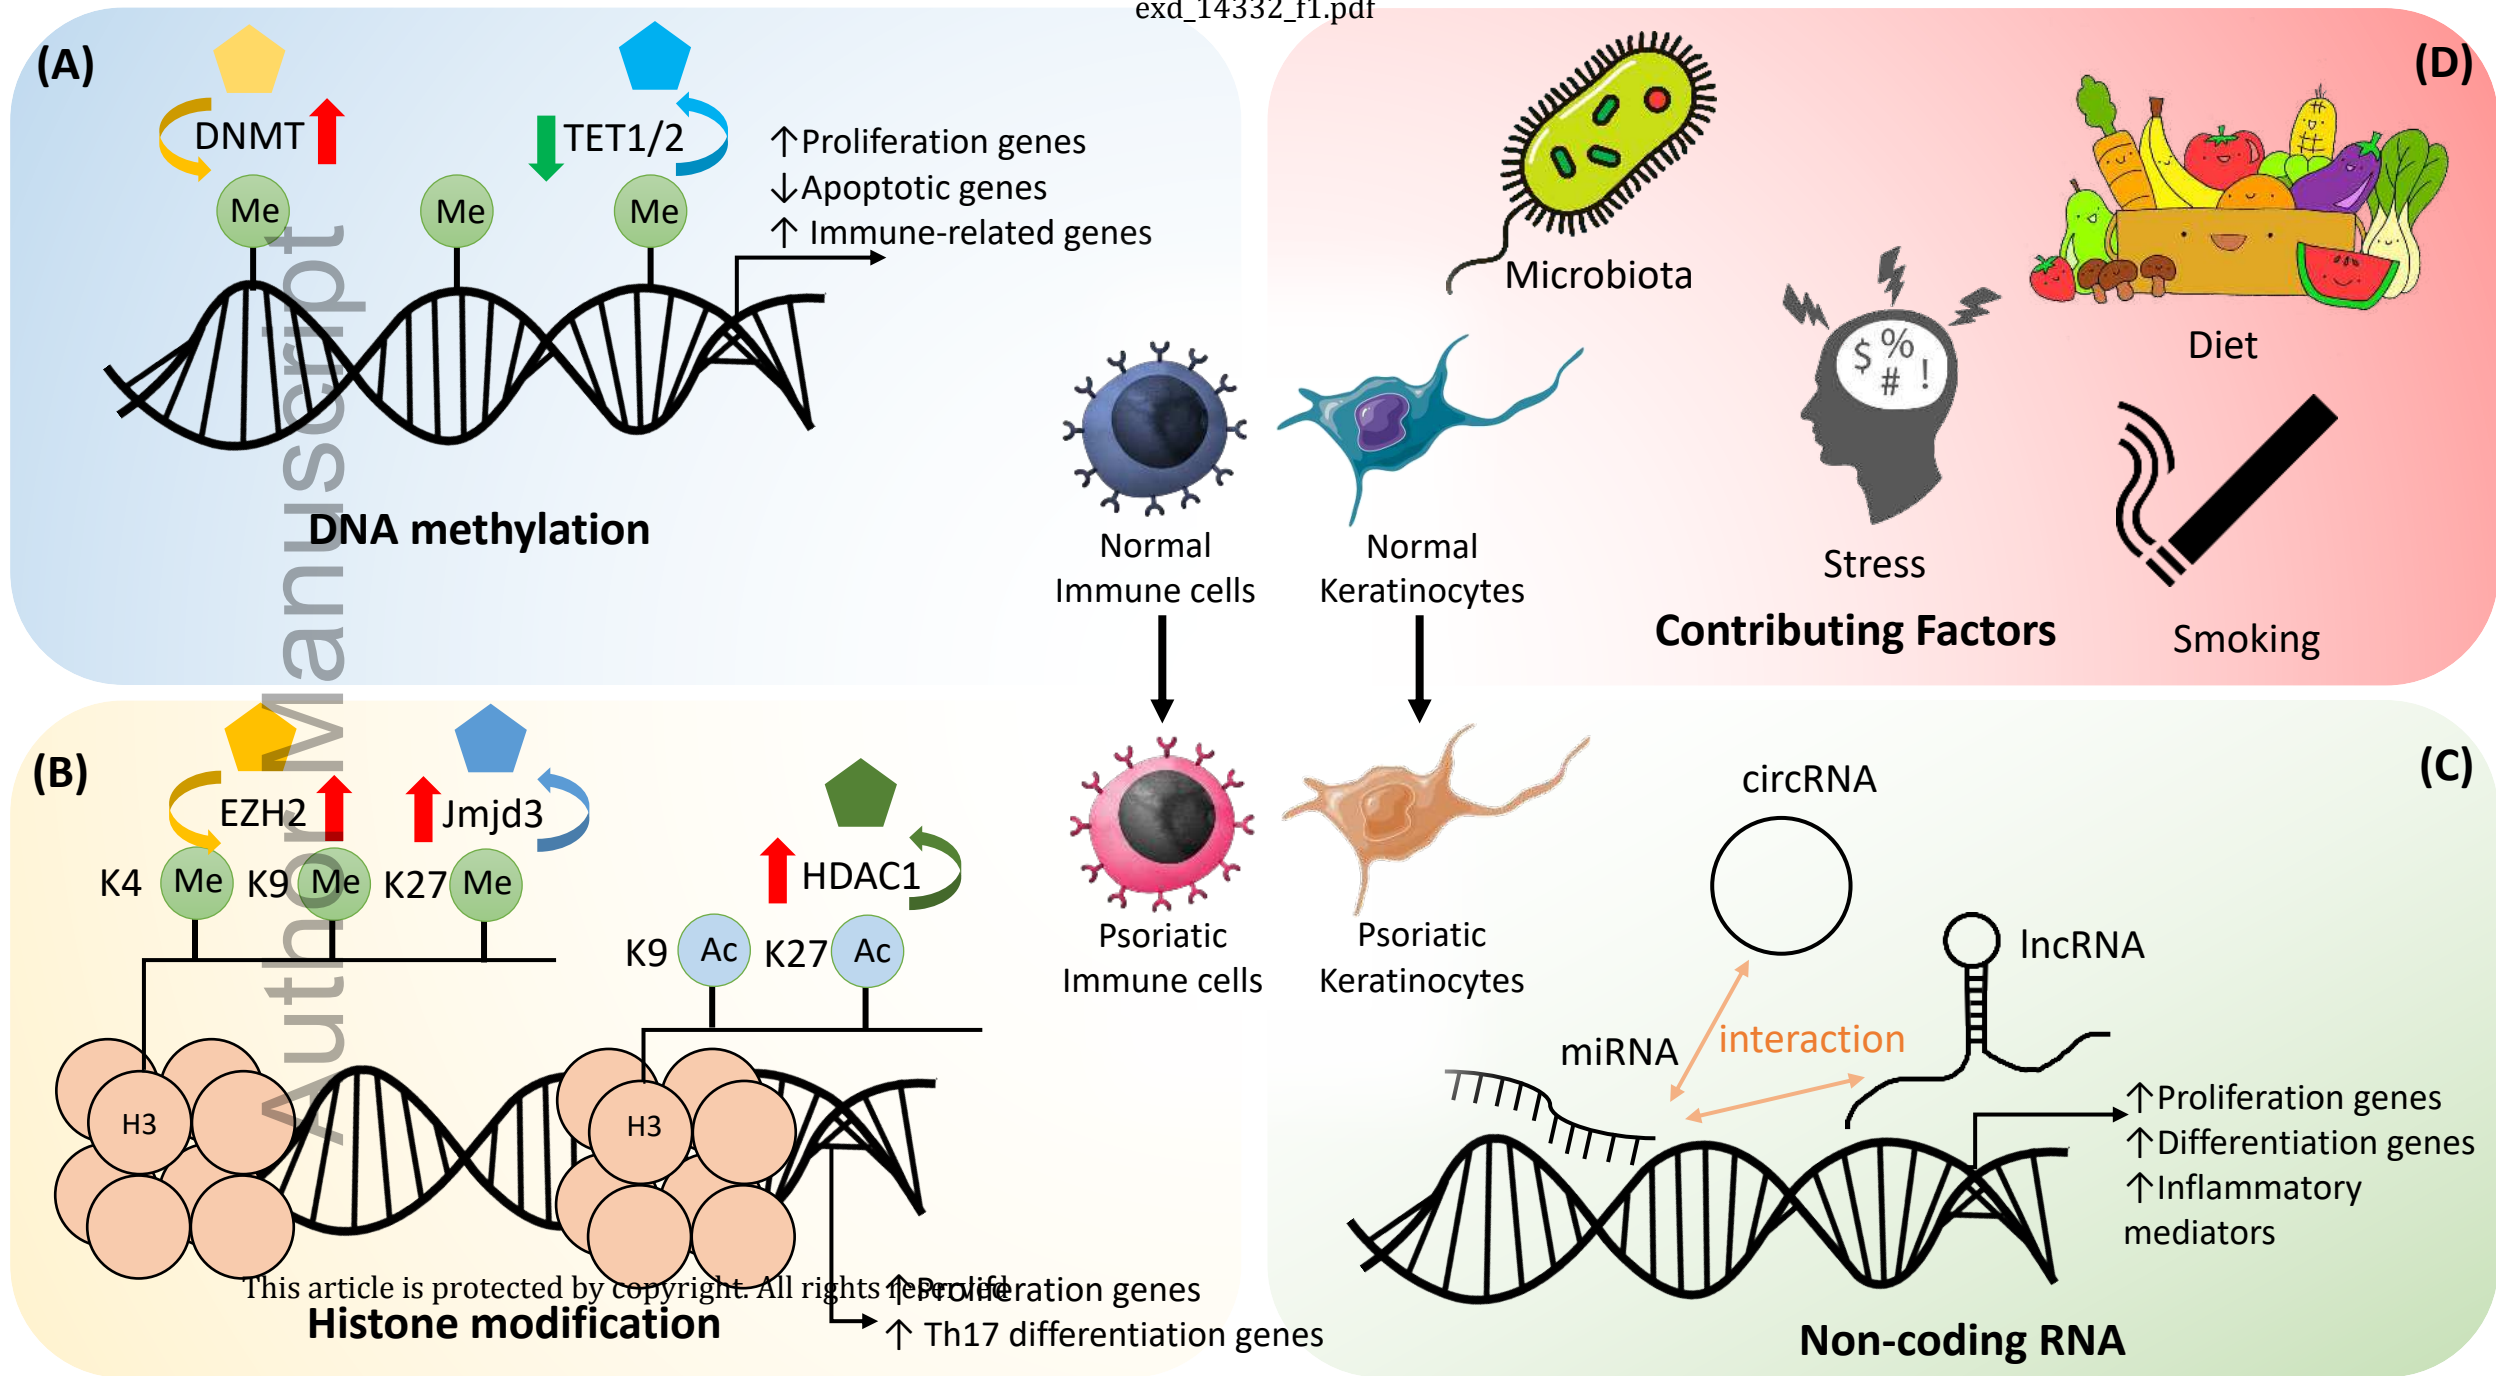 exd_14332_f1.pdf
(A)
DNMT
TET1/2
↑Proliferation genes
↓Apoptotic genes
↑ Immune-related genes
Me
Me
Me
DNA methylation
(D)
Microbiota
Diet
$ % # !
Stress
Smoking
Contributing Factors
Normal
Immune cells
Normal
Keratinocytes
Psoriatic
Immune cells
Psoriatic
Keratinocytes
(B)
EZH2
Jmjd3
HDAC1
K4 Me K9 Me K27 Me
K9 Ac K27 Ac
H3
H3
↑Proliferation genes
↑ Th17 differentiation genes
Histone modification
(C)
circRNA
lncRNA
miRNA
interaction
↑Proliferation genes
↑Differentiation genes
↑Inflammatory
mediators
Non-coding RNA
Author Manuscript
This article is protected by copyright. All rights reserved